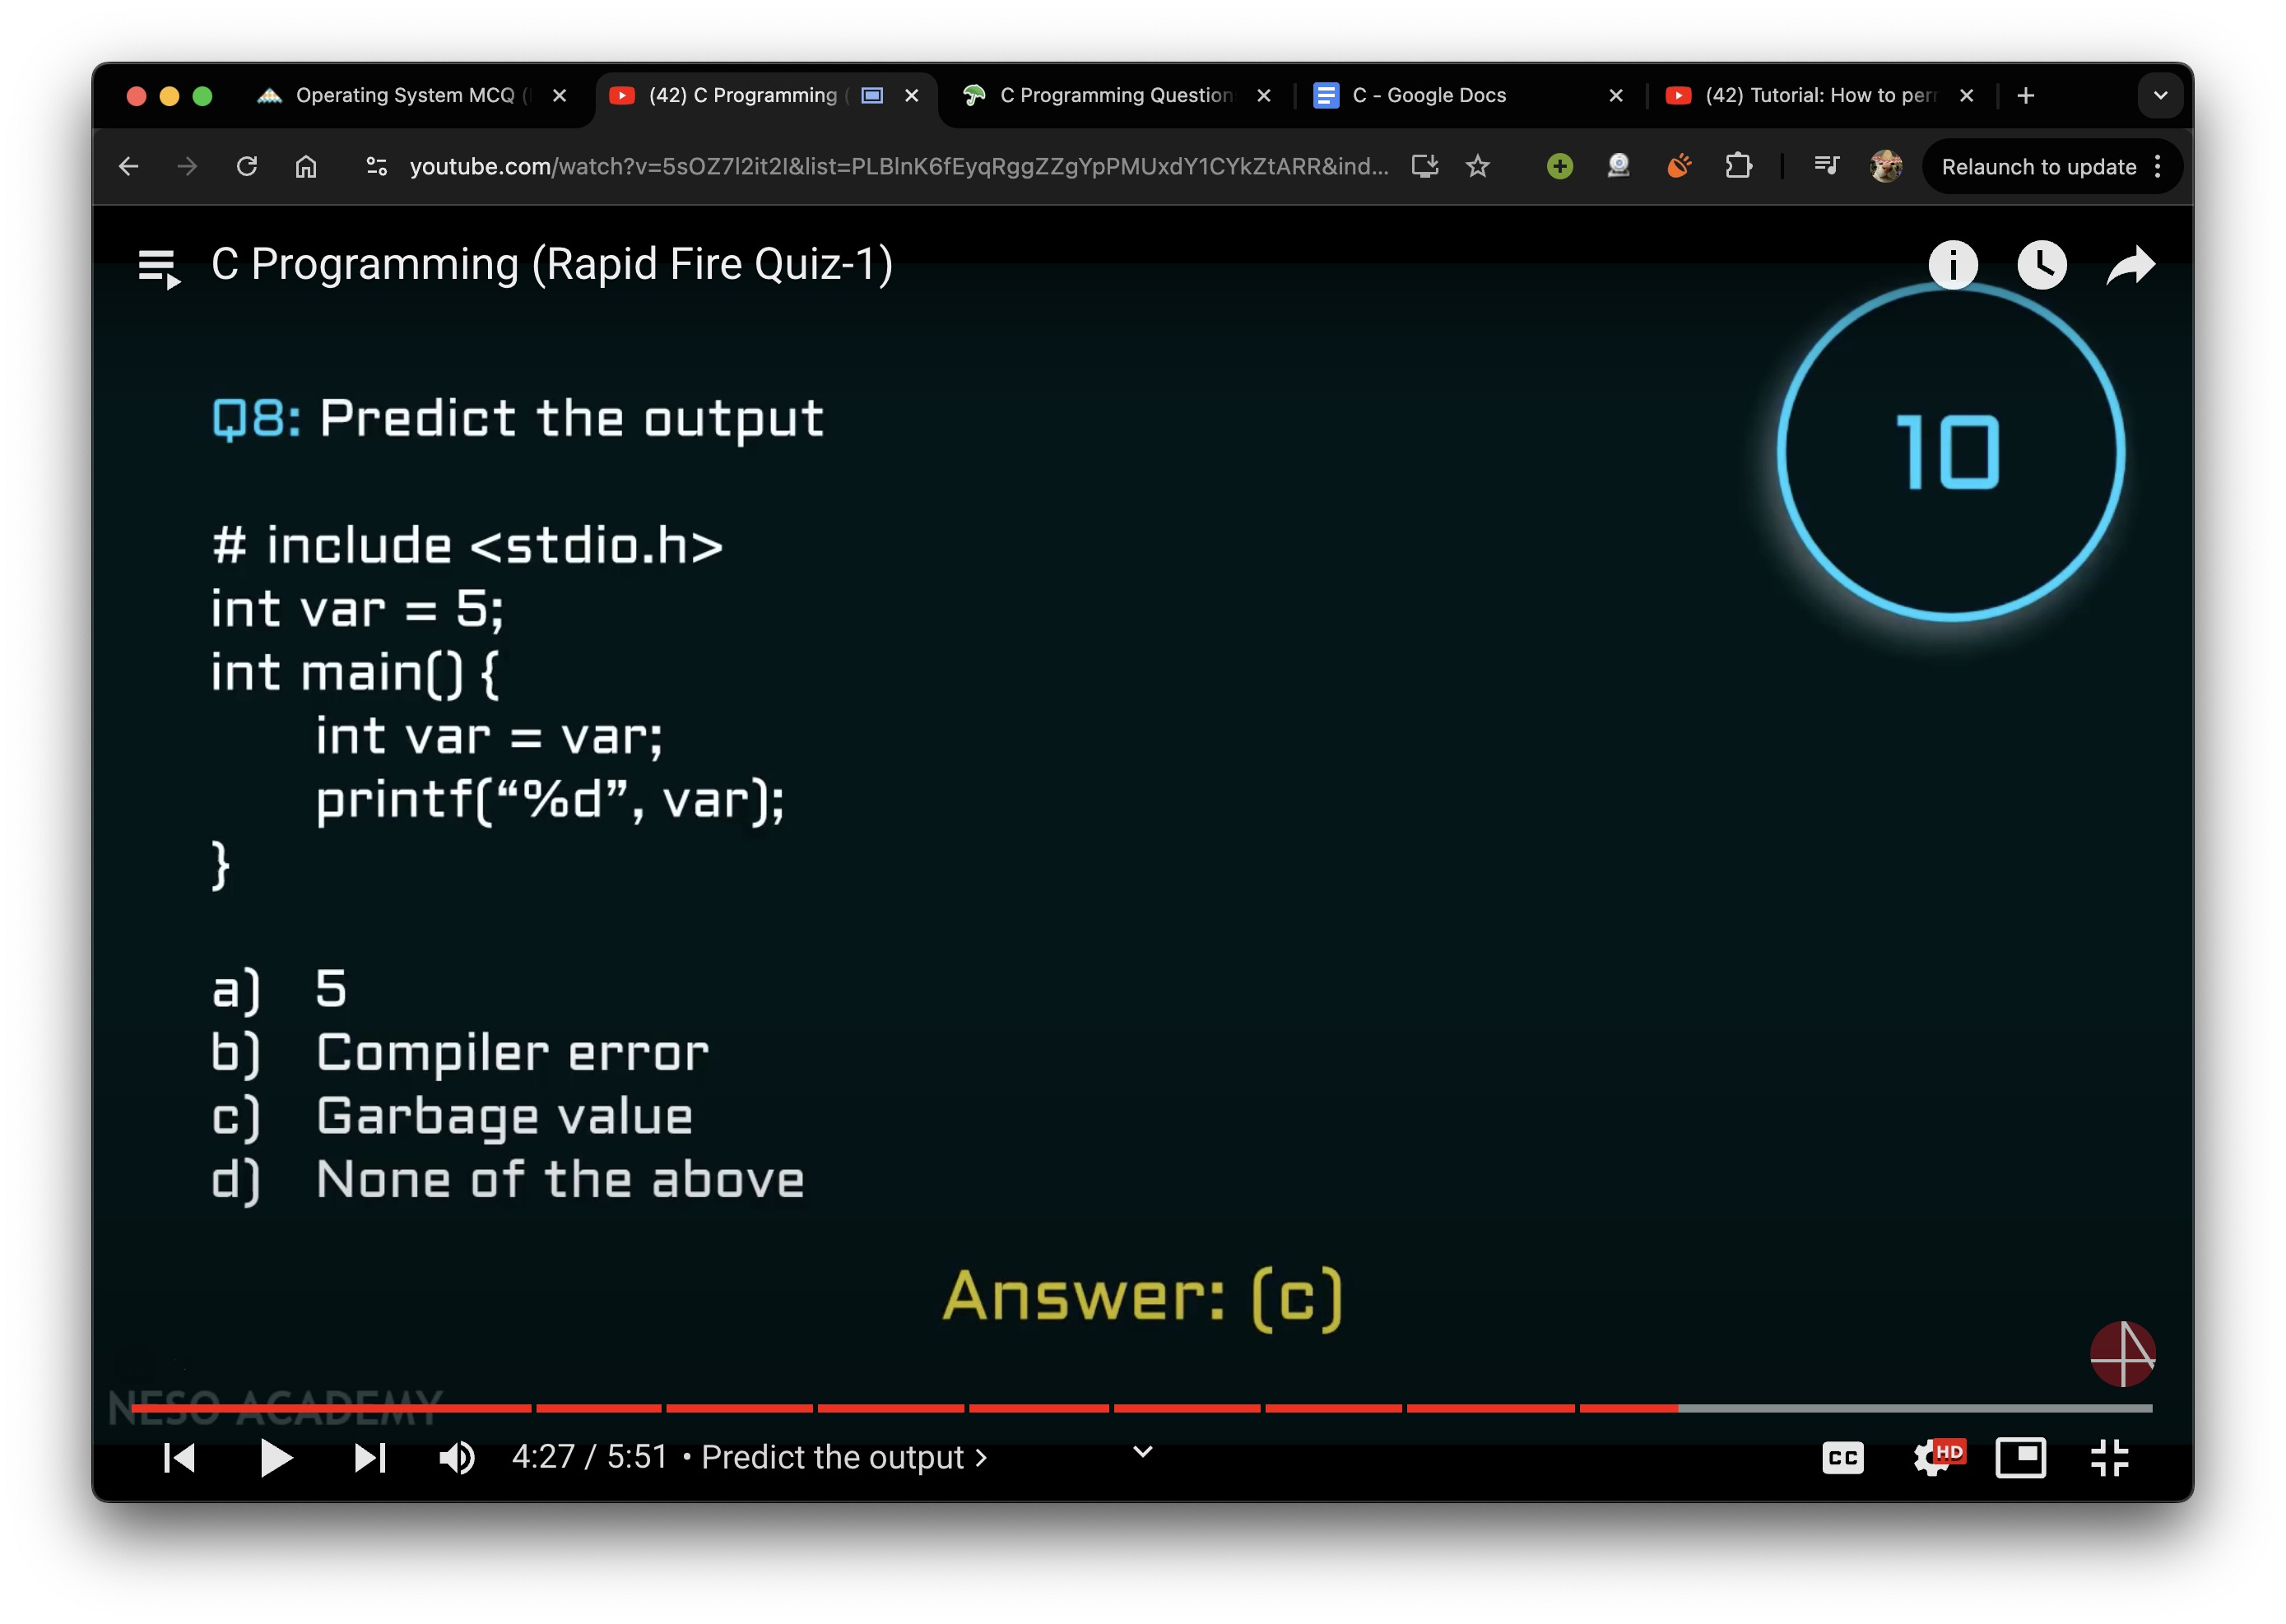 Operating System MCQ (
(42) C Programming (
C Programming Question
C - Google Docs
(42) Tutorial: How to perr
youtube.com/watch?v=5sOZ7l2it2I&list=PLBlnK6fEyqRggZZgYpPMUxdY1CYkZtARR&ind...
Relaunch to update
C Programming (Rapid Fire Quiz-1)
10
Q8: Predict the output
# include <stdio.h>
int var = 5;
int main() {
int var = var;
printf(“%d”, var);
}
a) 5
b) Compiler error
c) Garbage value
d) None of the above
Answer: (c)
NESO ACADEMY
4:27 / 5:51 • Predict the output >
CC
HD